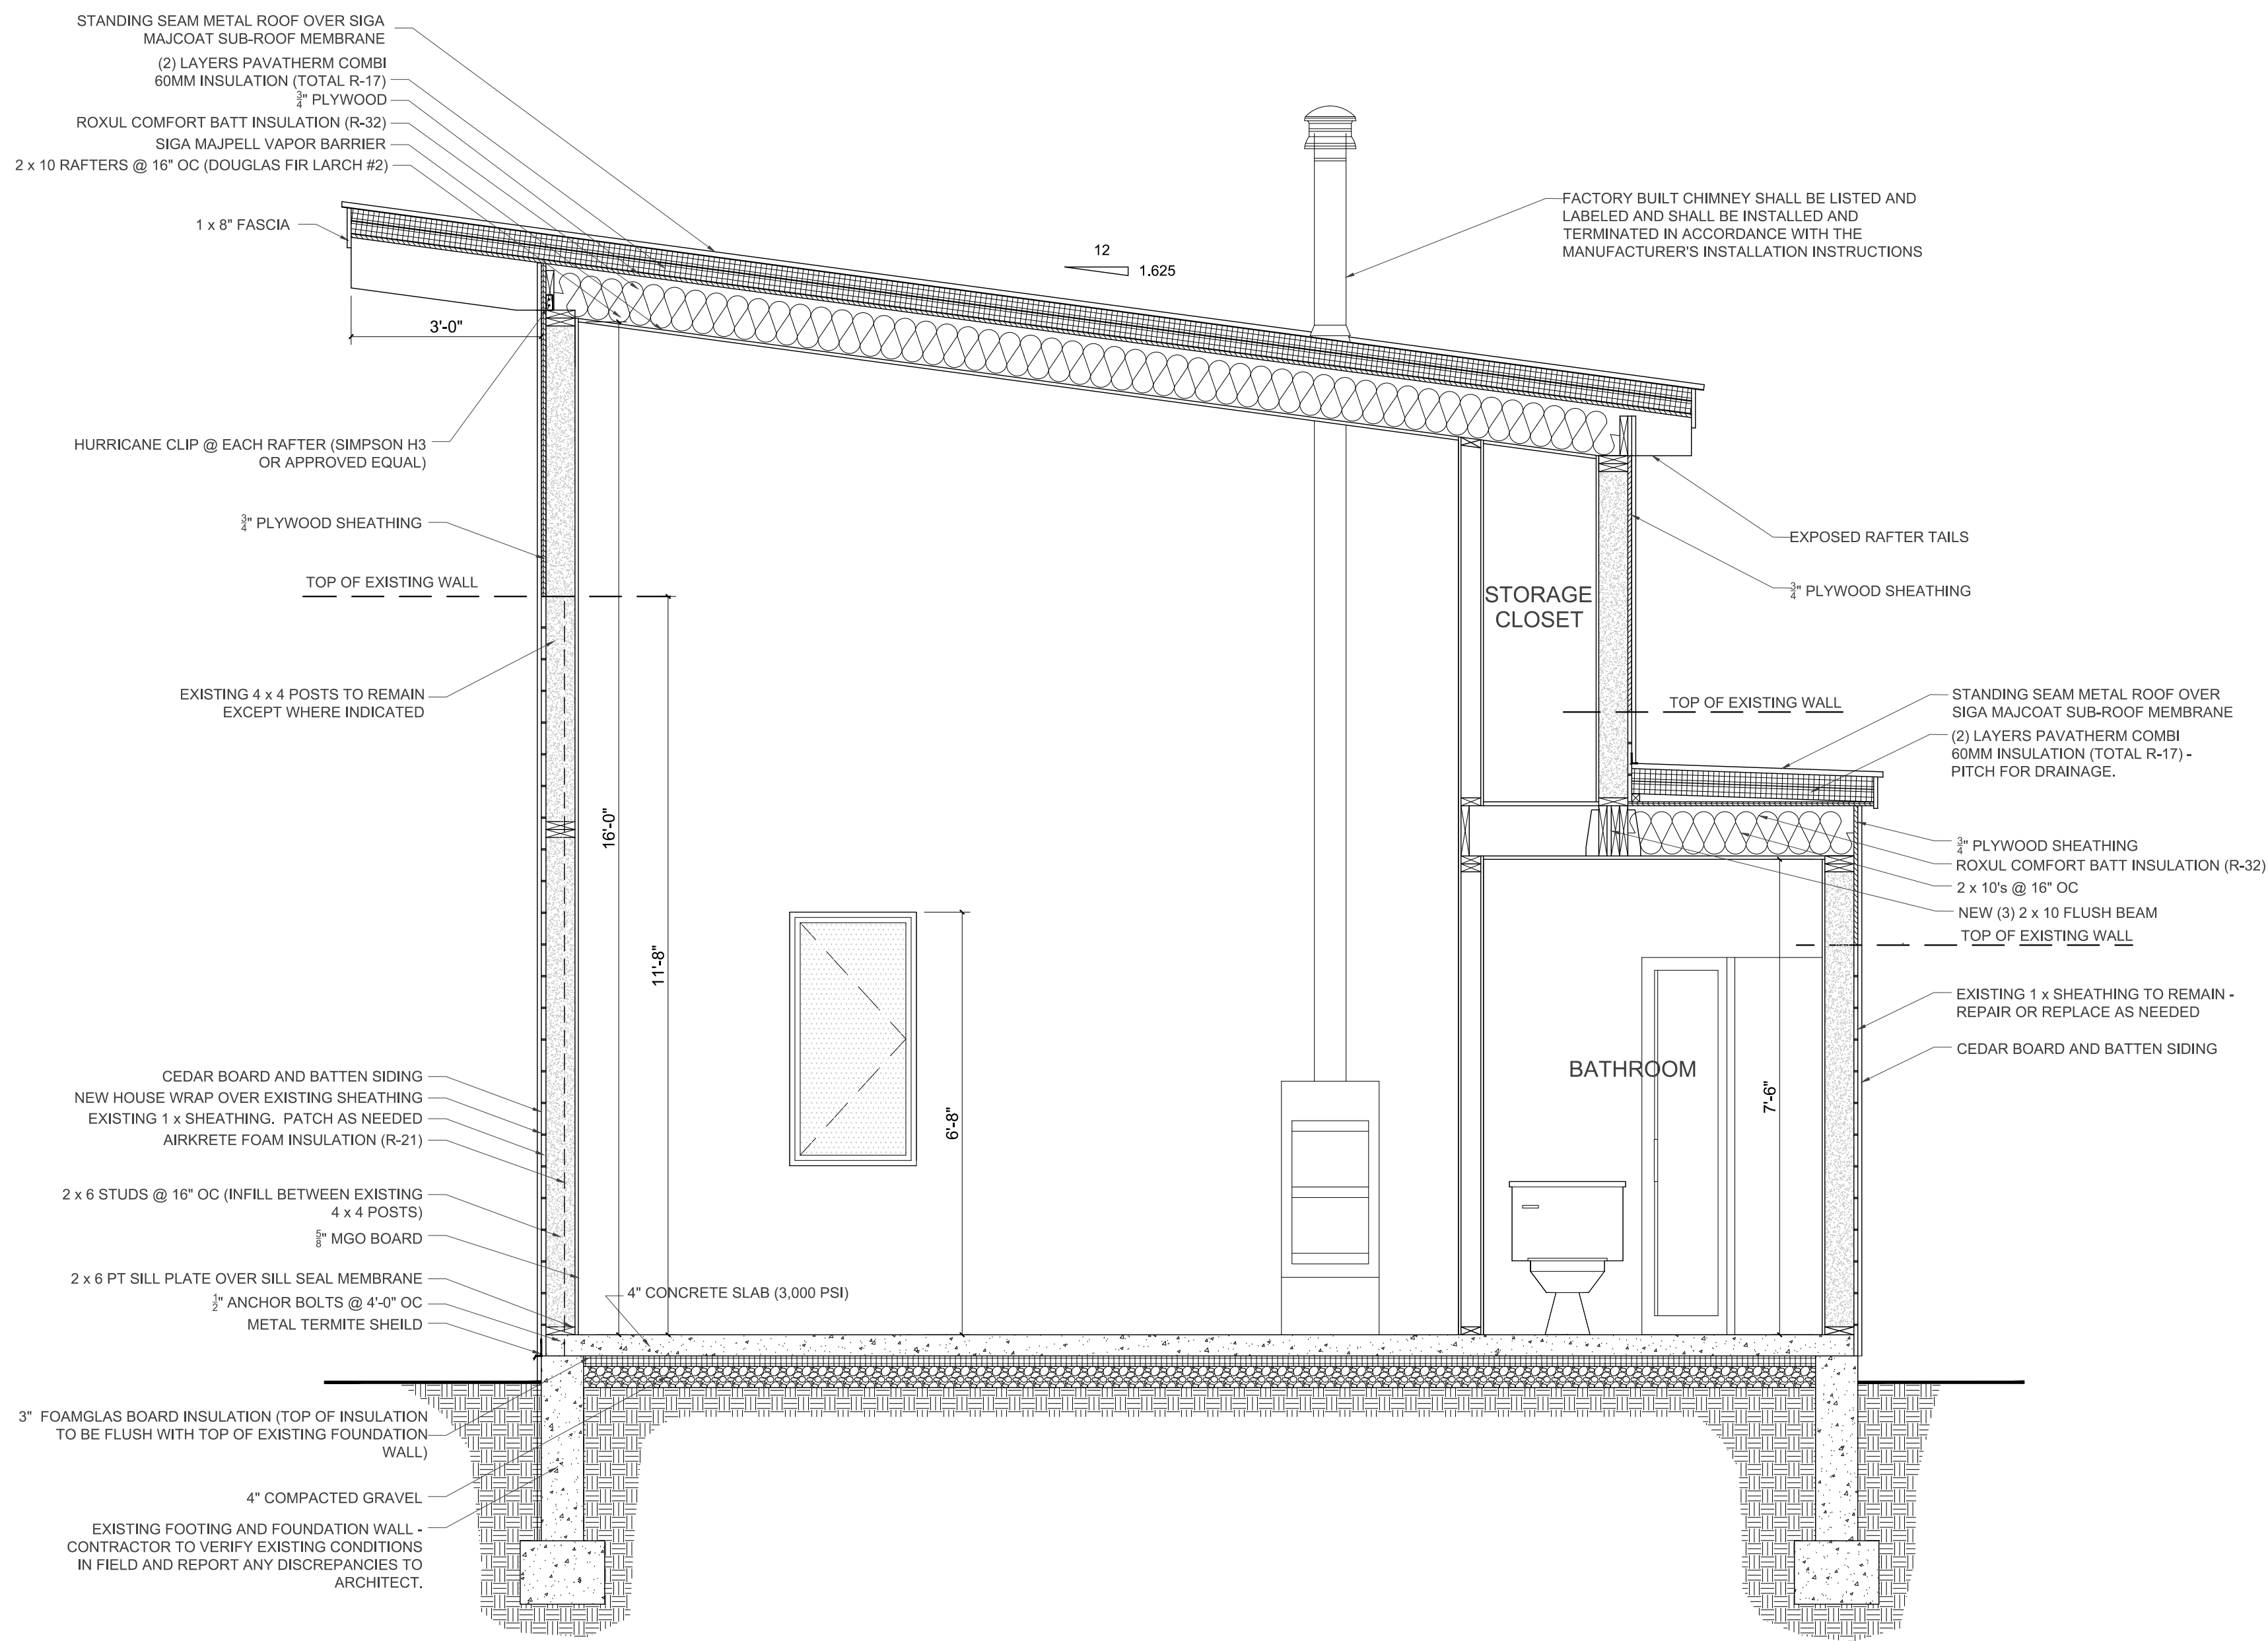 STANDING SEAM METAL ROOF OVER SIGA
MAJCOAT SUB-ROOF MEMBRANE
(2) LAYERS PAVATHERM COMBI
60MM INSULATION (TOTAL R-17)
3/4" PLYWOOD
ROXUL COMFORT BATT INSULATION (R-32)
SIGA MAJPELL VAPOR BARRIER
2 x 10 RAFTERS @ 16" OC (DOUGLAS FIR LARCH #2)
1 x 8" FASCIA
3'-0"
12
1.625
FACTORY BUILT CHIMNEY SHALL BE LISTED AND
LABELED AND SHALL BE INSTALLED AND
TERMINATED IN ACCORDANCE WITH THE
MANUFACTURER'S INSTALLATION INSTRUCTIONS
HURRICANE CLIP @ EACH RAFTER (SIMPSON H3
OR APPROVED EQUAL)
3/4" PLYWOOD SHEATHING
TOP OF EXISTING WALL
EXISTING 4 x 4 POSTS TO REMAIN
EXCEPT WHERE INDICATED
16'-0"
11'-8"
6'-8"
STORAGE
CLOSET
EXPOSED RAFTER TAILS
3/4" PLYWOOD SHEATHING
TOP OF EXISTING WALL
STANDING SEAM METAL ROOF OVER
SIGA MAJCOAT SUB-ROOF MEMBRANE
(2) LAYERS PAVATHERM COMBI
60MM INSULATION (TOTAL R-17) -
PITCH FOR DRAINAGE.
3/4" PLYWOOD SHEATHING
ROXUL COMFORT BATT INSULATION (R-32)
2 x 10's @ 16" OC
NEW (3) 2 x 10 FLUSH BEAM
TOP OF EXISTING WALL
EXISTING 1 x SHEATHING TO REMAIN -
REPAIR OR REPLACE AS NEEDED
CEDAR BOARD AND BATTEN SIDING
BATHROOM
7'-6"
CEDAR BOARD AND BATTEN SIDING
NEW HOUSE WRAP OVER EXISTING SHEATHING
EXISTING 1 x SHEATHING. PATCH AS NEEDED
AIRKRETE FOAM INSULATION (R-21)
2 x 6 STUDS @ 16" OC (INFILL BETWEEN EXISTING
4 x 4 POSTS)
5/8" MGO BOARD
2 x 6 PT SILL PLATE OVER SILL SEAL MEMBRANE
1/2" ANCHOR BOLTS @ 4'-0" OC
METAL TERMITE SHEILD
4" CONCRETE SLAB (3,000 PSI)
3" FOAMGLAS BOARD INSULATION (TOP OF INSULATION
TO BE FLUSH WITH TOP OF EXISTING FOUNDATION
WALL)
4" COMPACTED GRAVEL
EXISTING FOOTING AND FOUNDATION WALL -
CONTRACTOR TO VERIFY EXISTING CONDITIONS
IN FIELD AND REPORT ANY DISCREPANCIES TO
ARCHITECT.